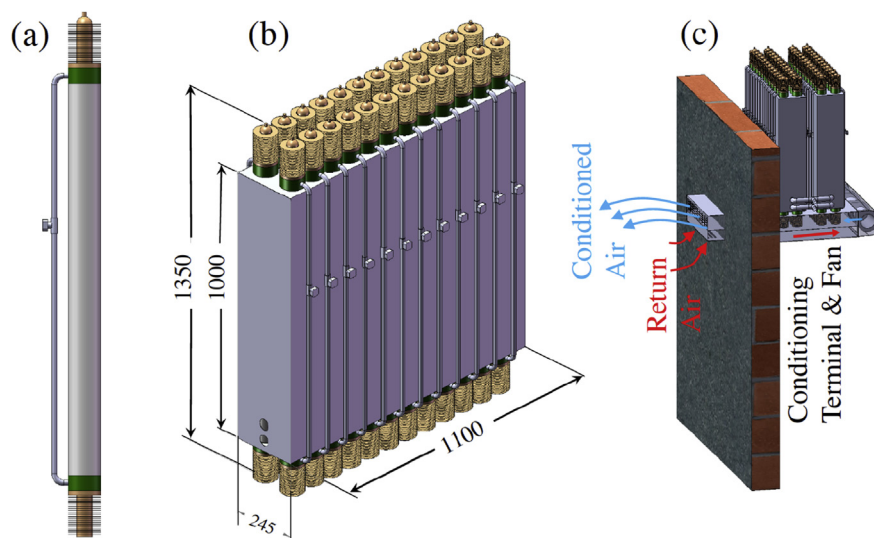 (a)
(b)
(c)
1350
1000
1100
245
Conditioned
Air
Return
Air
Conditioning
Terminal & Fan